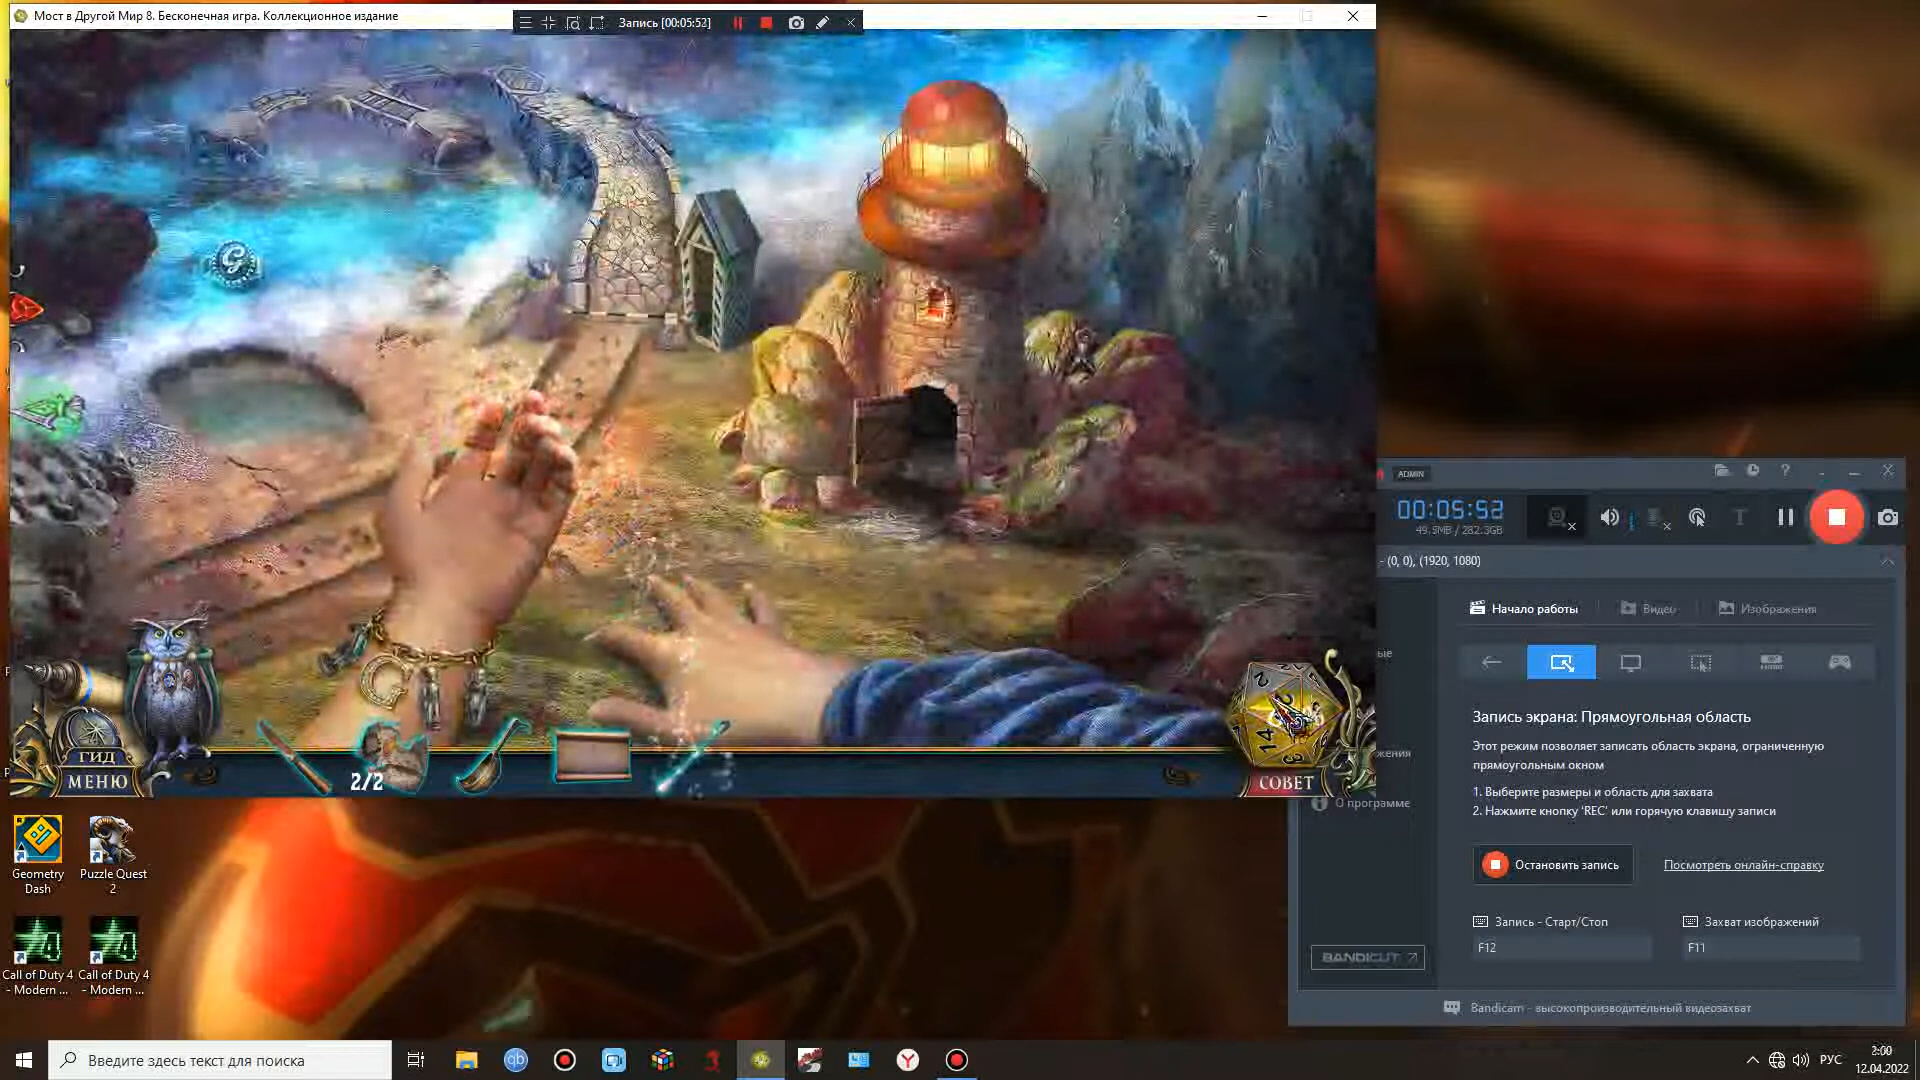 Мост в Другой Мир 8. Бесконечная игра. Коллекционное издание
Запись [00:05:52]
G
ГИД
МЕНЮ
2/2
14
СОВЕТ
ADMIN
00:05:52
49.5MB / 282.3GB
- (0, 0), (1920, 1080)
Начало работы
Видео
Изображения
ые
Запись экрана: Прямоугольная область
Этот режим позволяет записать область экрана, ограниченную
прямоугольным окном
жения
1. Выберите размеры и область для захвата
О программе
2. Нажмите кнопку 'REC' или горячую клавишу записи
Остановить запись
Посмотреть онлайн-справку
Запись - Старт/Стоп
Захват изображений
F12
F11
BANDICUT
Bandicam - высокопроизводительный видеозахват
Geometry
Dash
Puzzle Quest
2
Call of Duty 4
- Modern ...
Call of Duty 4
- Modern ...
Введите здесь текст для поиска
qb
3
Y
РУС
2:00
12.04.2022